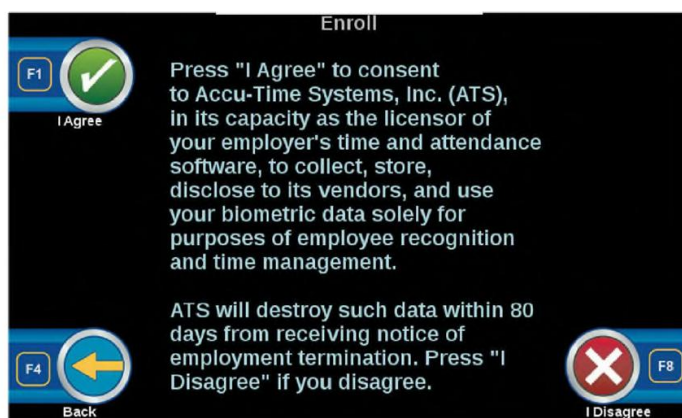 Enroll
F1
I Agree
Press "I Agree" to consent
to Accu-Time Systems, Inc. (ATS),
in its capacity as the licensor of
your employer's time and attendance
software, to collect, store,
disclose to its vendors, and use
your biometric data solely for
purposes of employee recognition
and time management.
ATS will destroy such data within 80
days from receiving notice of
employment termination. Press "I
Disagree" if you disagree.
F4
Back
F8
I Disagree